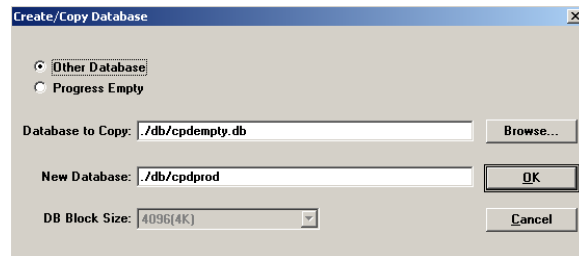 Create/Copy Database
Other Database
Progress Empty
Database to Copy: ./db/cpdempty.db Browse...
New Database: ./db/cpdprod OK
DB Block Size: 4096(4K) Cancel